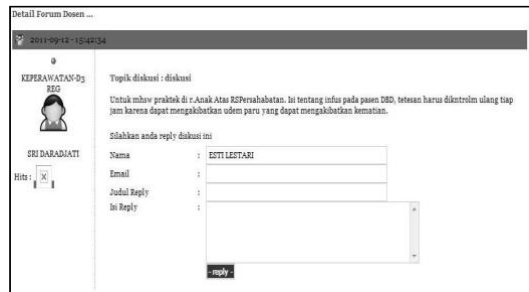 Detail Forum Dosen ...
2011-09-12 - 15:42:54
KEPERAWATAN-D3
REG
SRI DARADJATI
Hits :
Topik diskusi : diskusi
Untuk mhsw praktek di r.Anak Atas RSPersahabatan. Isi tentang infus pada pasen DBD, tetesan harus dikntrolm ulang tiap
jam karena dapat mengakibatkan udem paru yang dapat mengakibatkan kematian.
Silahkan anda reply diskusi ini
Nama : ESTI LESTARI
Email :
Judul Reply :
Isi Reply :
- reply -